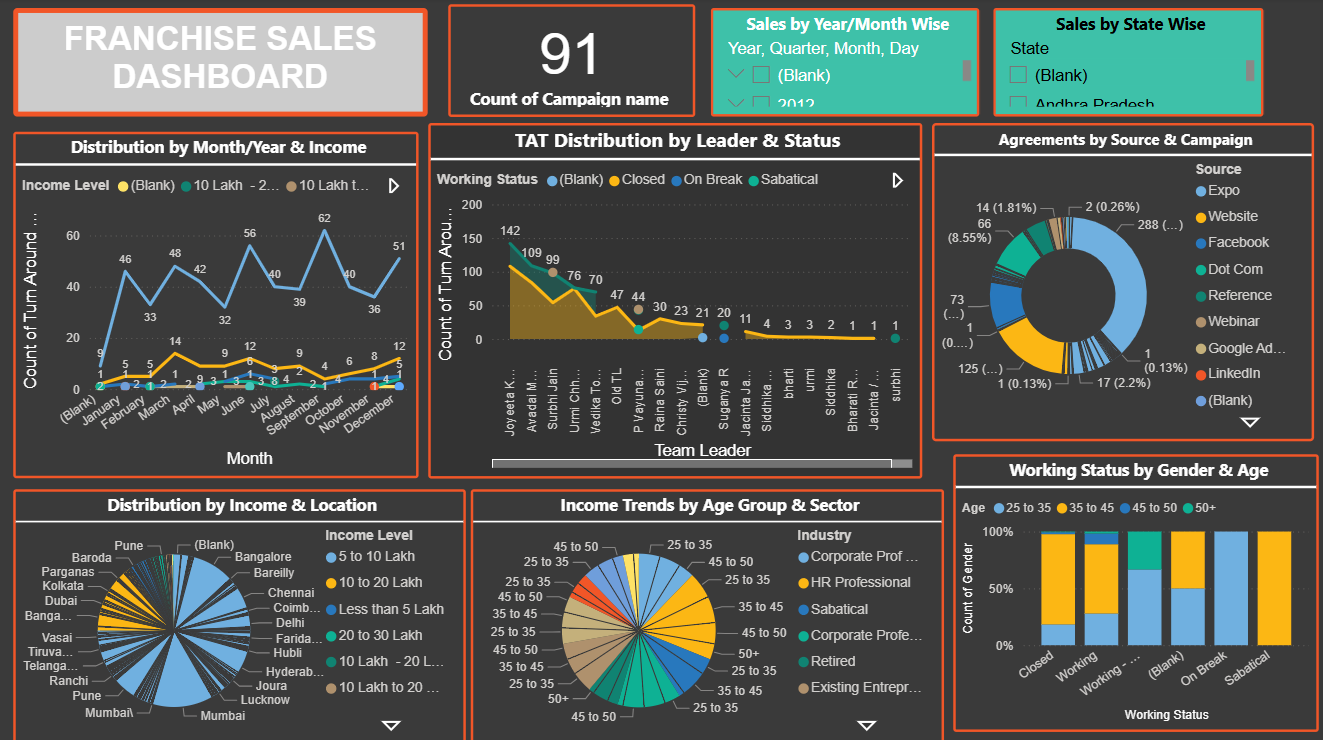 FRANCHISE SALES
DASHBOARD
91
Count of Campaign name
Sales by Year/Month Wise
Year, Quarter, Month, Day
(Blank)
2012
Sales by State Wise
State
(Blank)
Andhra Pradesh
Distribution by Month/Year & Income
Income Level (Blank) 10 Lakh - 2... 10 Lakh t...
Count of Turn Around ...
60
40
20
0
9 46 33 48 42 32 56 40 39 62 40 36 51
1 5 5 14 9 12 8 9 4 6 8 12
(Blank)
January
February
March
April
May
June
July
August
September
October
November
December
Month
TAT Distribution by Leader & Status
Working Status (Blank) Closed On Break Sabatical
Count of Turn Arou...
200
150
100
50
0
142 109 99 76 70 47 44 30 23 21 20 11 4 3 3 2 1 1 1
Joyeeta K...
Avadai M...
Surbhi Jain
Urmi Chh...
Vedika To...
Old TL
P Vayuna...
Raina Saini
Christy Vij...
(Blank)
Suganya R
Jacinta Ja...
Siddhika...
bharti
urmi
Siddhika
Bharati R...
Jacinta /...
surbhi
Team Leader
Agreements by Source & Campaign
14 (1.81%)
2 (0.26%)
66
(8.55%)
288 (...)
73
(...)
1
(0....)
125 (...)
1 (0.13%)
17 (2.2%)
1
(0.13%)
Source
Expo
Website
Facebook
Dot Com
Reference
Webinar
Google Ad...
LinkedIn
(Blank)
Distribution by Income & Location
Pune
(Blank)
Baroda
Bangalore
Parganas
Bareilly
Kolkata
Chennai
Dubai
Coimb...
Banga...
Delhi
Vasai
Farida...
Tiruva...
Hubli
Telanga...
Hyderab...
Ranchi
Joura
Pune
Lucknow
Mumbai\
Mumbai
Income Level
5 to 10 Lakh
10 to 20 Lakh
Less than 5 Lakh
20 to 30 Lakh
10 Lakh - 20 L...
10 Lakh to 20 ...
Income Trends by Age Group & Sector
45 to 50
25 to 35
25 to 35
45 to 50
45 to 50
25 to 35
35 to 45
35 to 45
25 to 35
45 to 50
45 to 50
50+
35 to 45
25 to 35
25 to 35
35 to 45
50+
25 to 35
45 to 50
Industry
Corporate Prof ...
HR Professional
Sabatical
Corporate Profe...
Retired
Existing Entrepr...
Working Status by Gender & Age
Age 25 to 35 35 to 45 45 to 50 50+
Count of Gender
100%
50%
0%
Closed
Working
Working - ...
(Blank)
On Break
Sabatical
Working Status